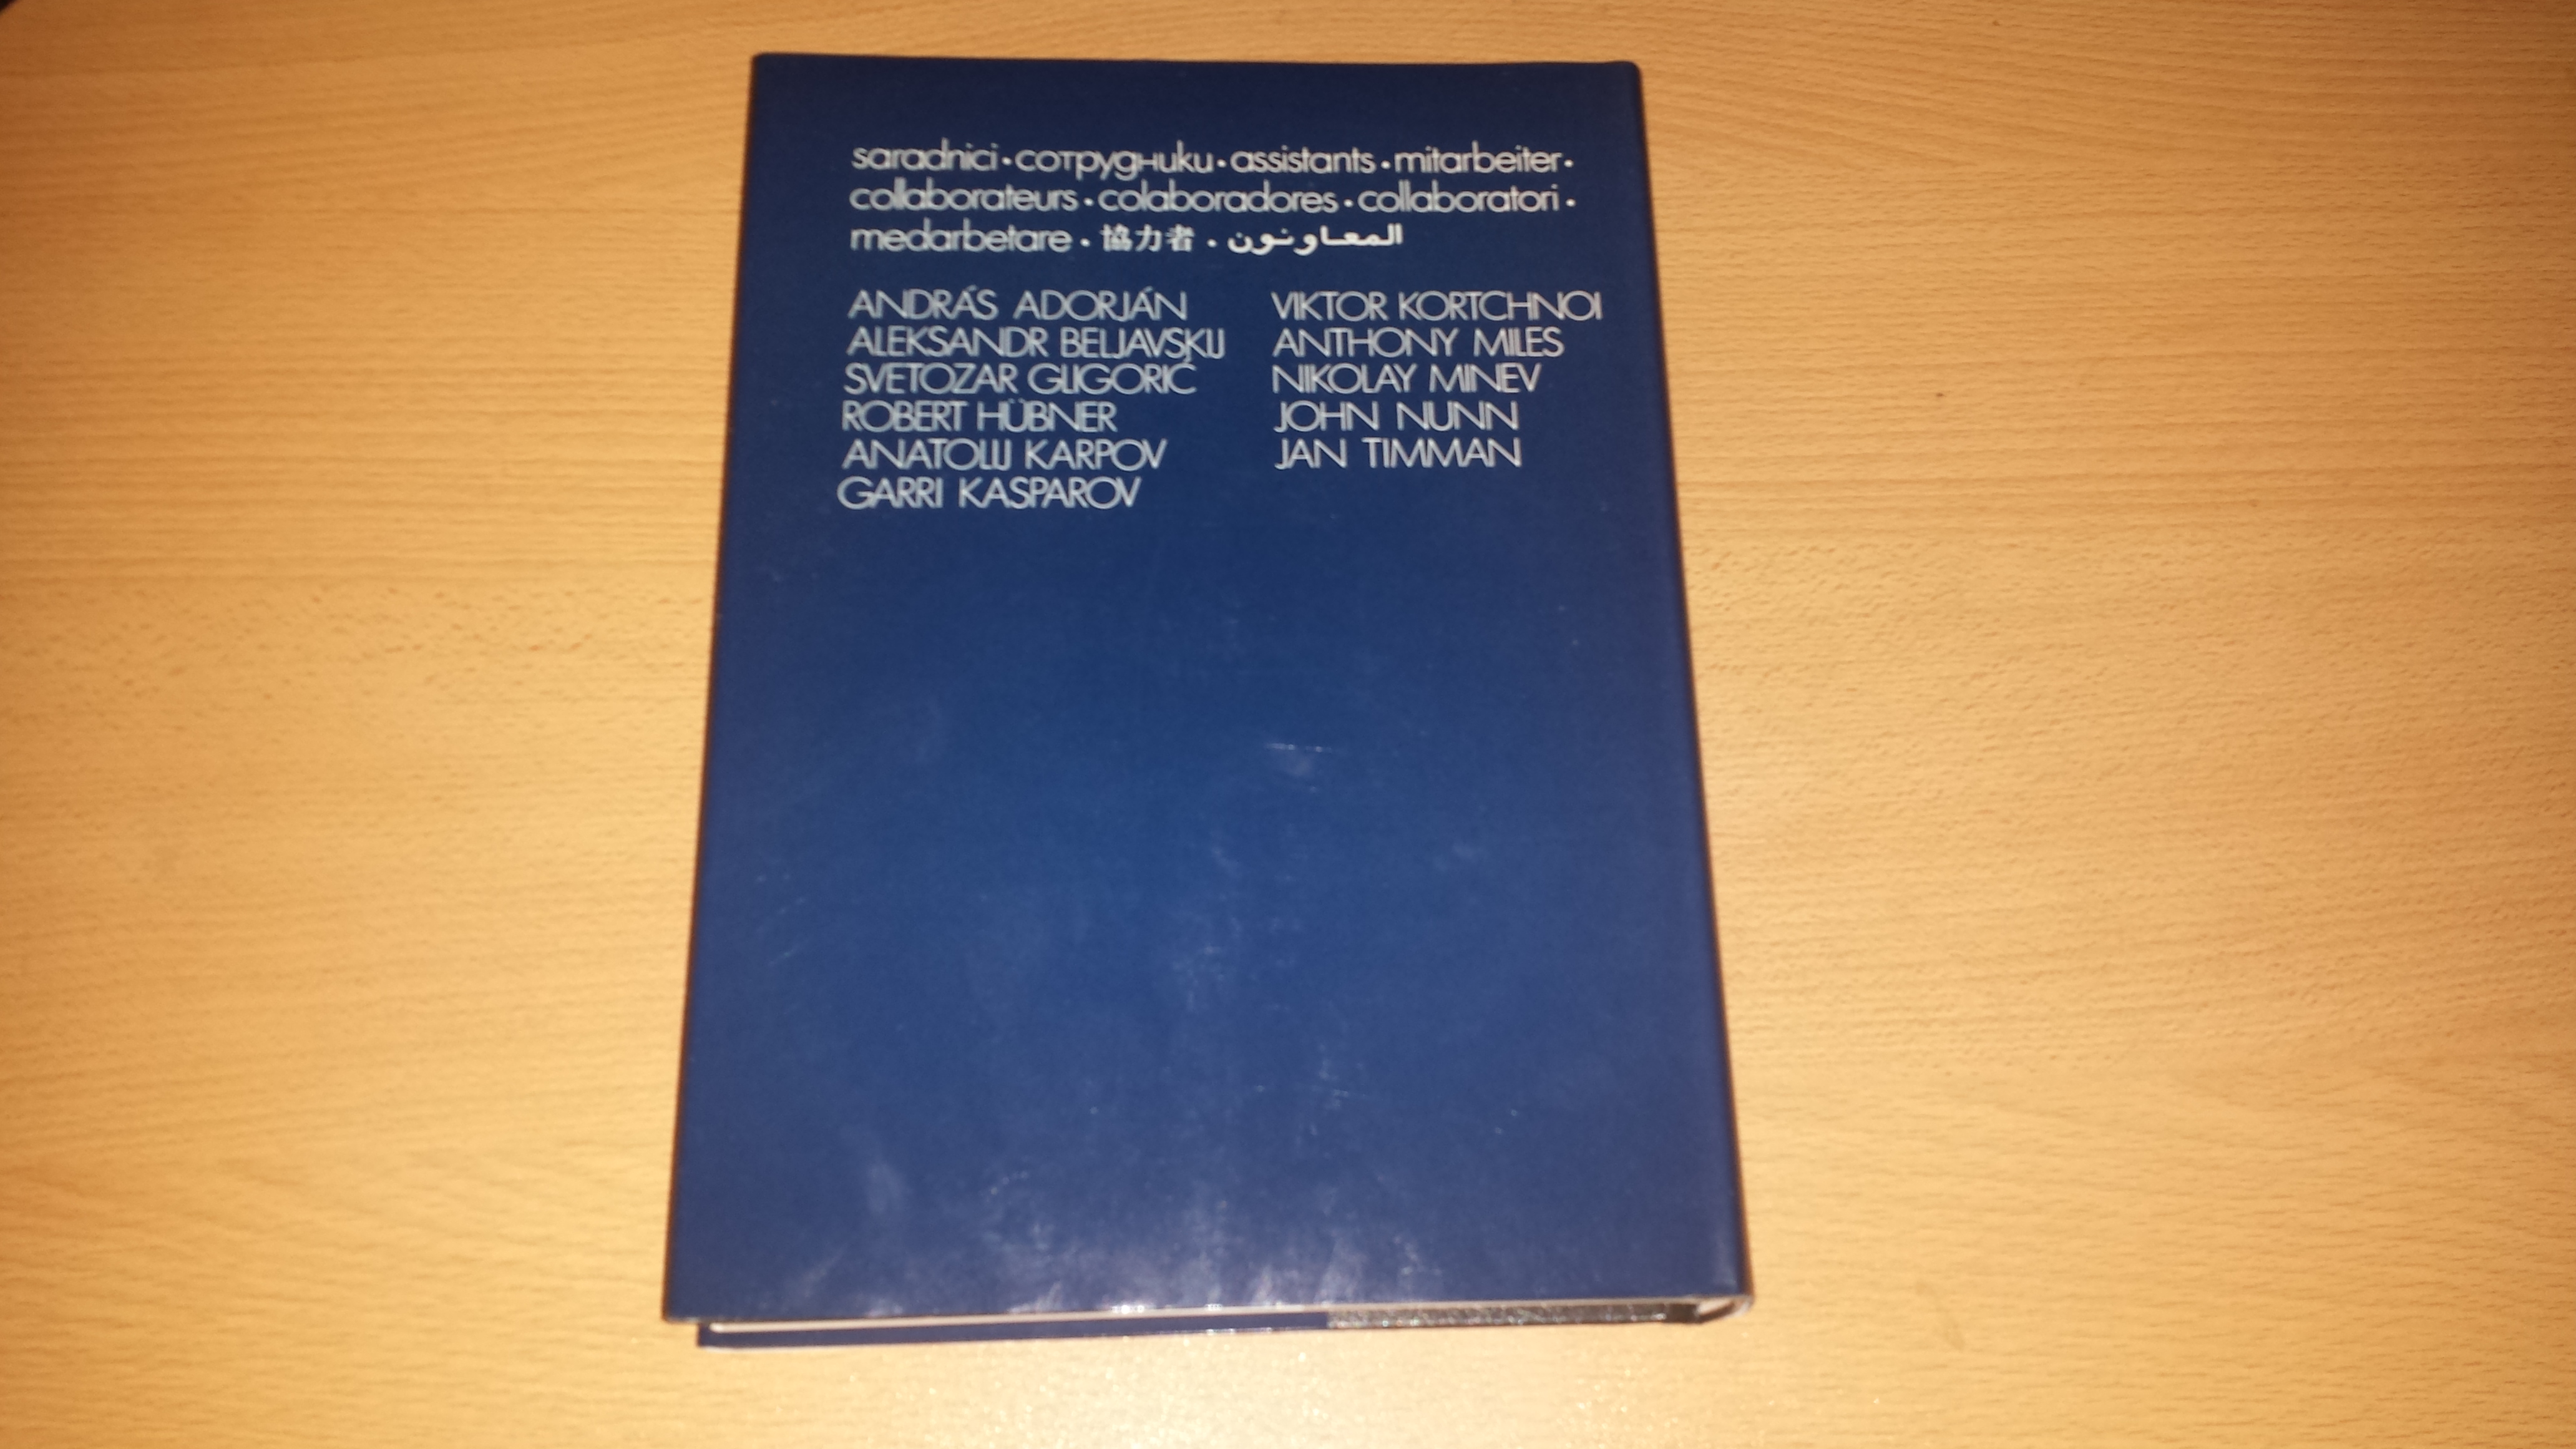 saradnici • сотрудники • assistants • mitarbeiter •
collaborateurs • colaboradores • collaboratori •
medarbetare • 協力者 • المعاونون
ANDRÁS ADORJÁN
ALEKSANDR BELJAVSKIJ
SVETOZAR GLIGORIĆ
ROBERT HÜBNER
ANATOLIJ KARPOV
GARRI KASPAROV
VIKTOR KORTCHNOI
ANTHONY MILES
NIKOLAY MINEV
JOHN NUNN
JAN TIMMAN